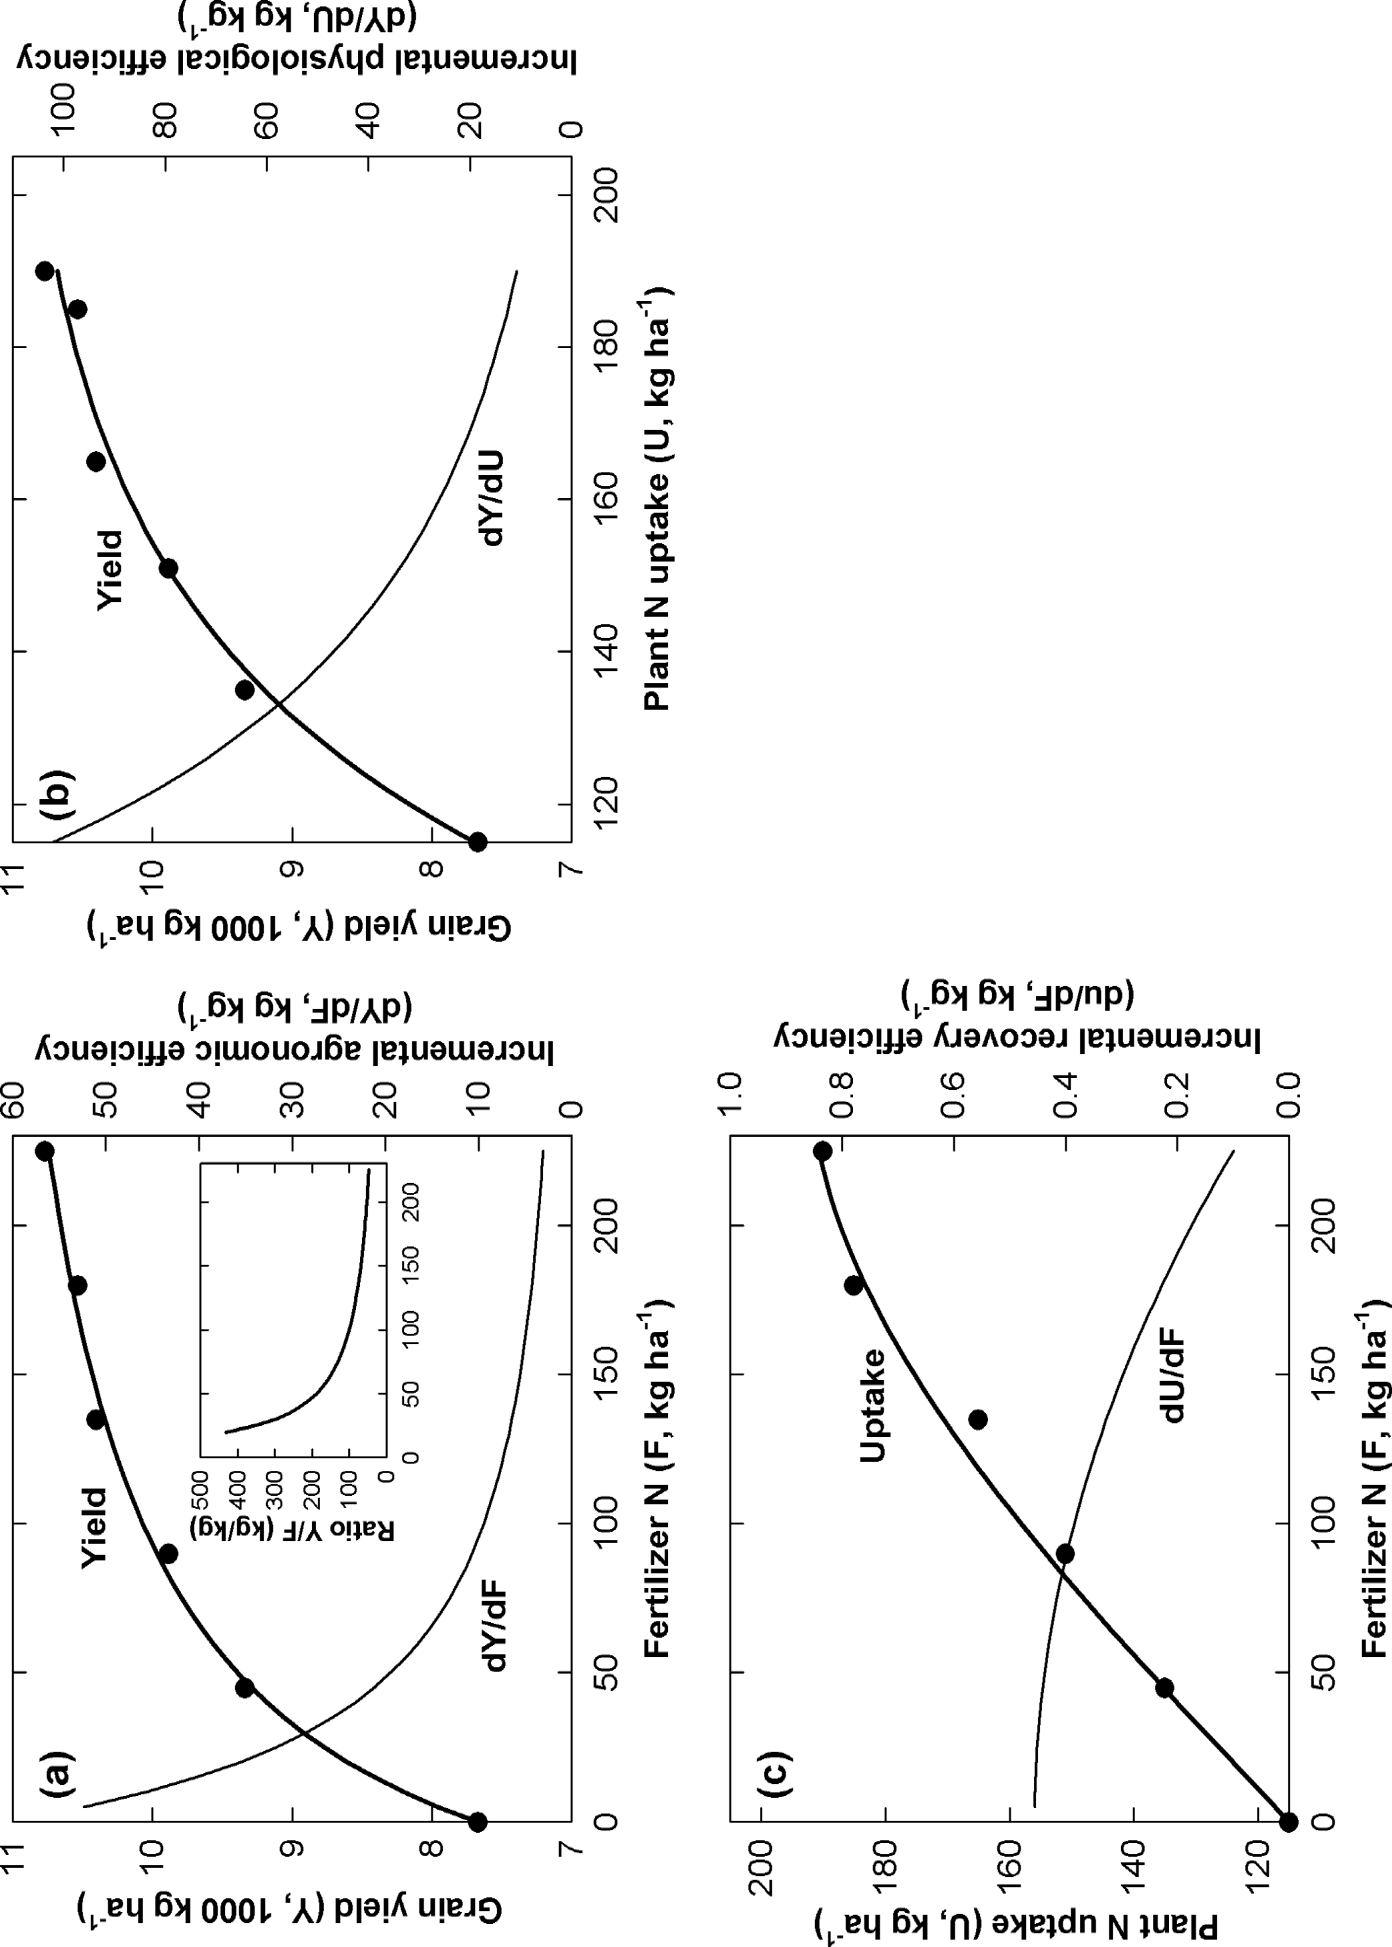 (a)
Grain yield (Y, 1000 kg ha-1)
11
10
9
8
7
Incremental agronomic efficiency
(dY/dF, kg kg-1)
60
50
40
30
20
10
0
Yield
dY/dF
0
50
100
150
200
Fertilizer N (F, kg ha-1)
Ratio Y/F (kg/kg)
500
400
300
200
100
0
0
50
100
150
200
(b)
Grain yield (Y, 1000 kg ha-1)
11
10
9
8
7
Incremental physiological efficiency
(dY/dU, kg kg-1)
100
80
60
40
20
0
Yield
dY/dU
120
140
160
180
200
Plant N uptake (U, kg ha-1)
(c)
Plant N uptake (U, kg ha-1)
200
180
160
140
120
Incremental recovery efficiency
(du/dF, kg kg-1)
1.0
0.8
0.6
0.4
0.2
0.0
Uptake
dU/dF
0
50
100
150
200
Fertilizer N (F, kg ha-1)